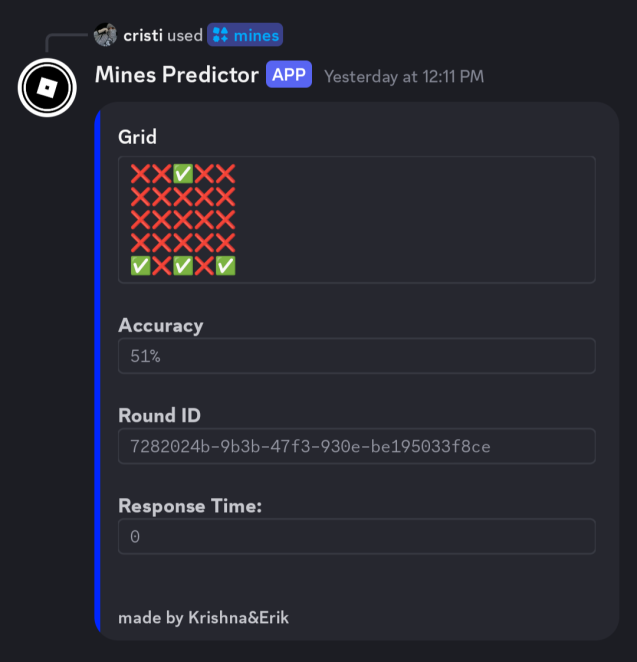 cristi used mines
Mines Predictor APP Yesterday at 12:11 PM
Grid
❌❌✅❌❌
❌❌❌❌❌
❌❌❌❌❌
❌❌❌❌❌
✅❌✅❌✅
Accuracy
51%
Round ID
7282024b-9b3b-47f3-930e-be195033f8ce
Response Time:
0
made by Krishna&Erik